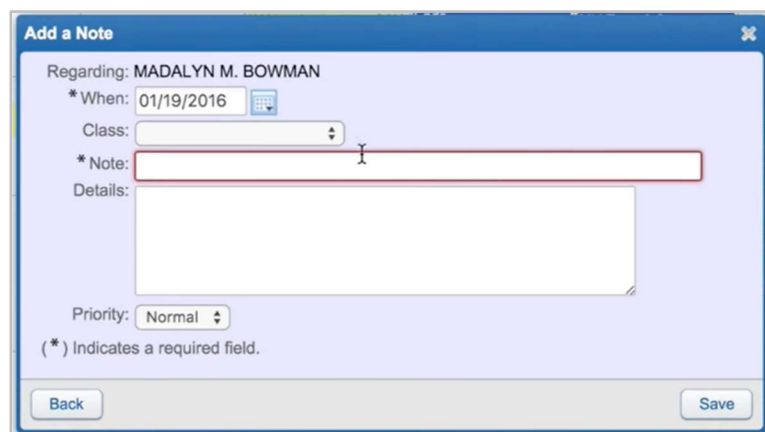 Add a Note
Regarding: MADALYN M. BOWMAN
* When: 01/19/2016
Class:
* Note:
Details:
Priority: Normal
(*) Indicates a required field.
Back Save